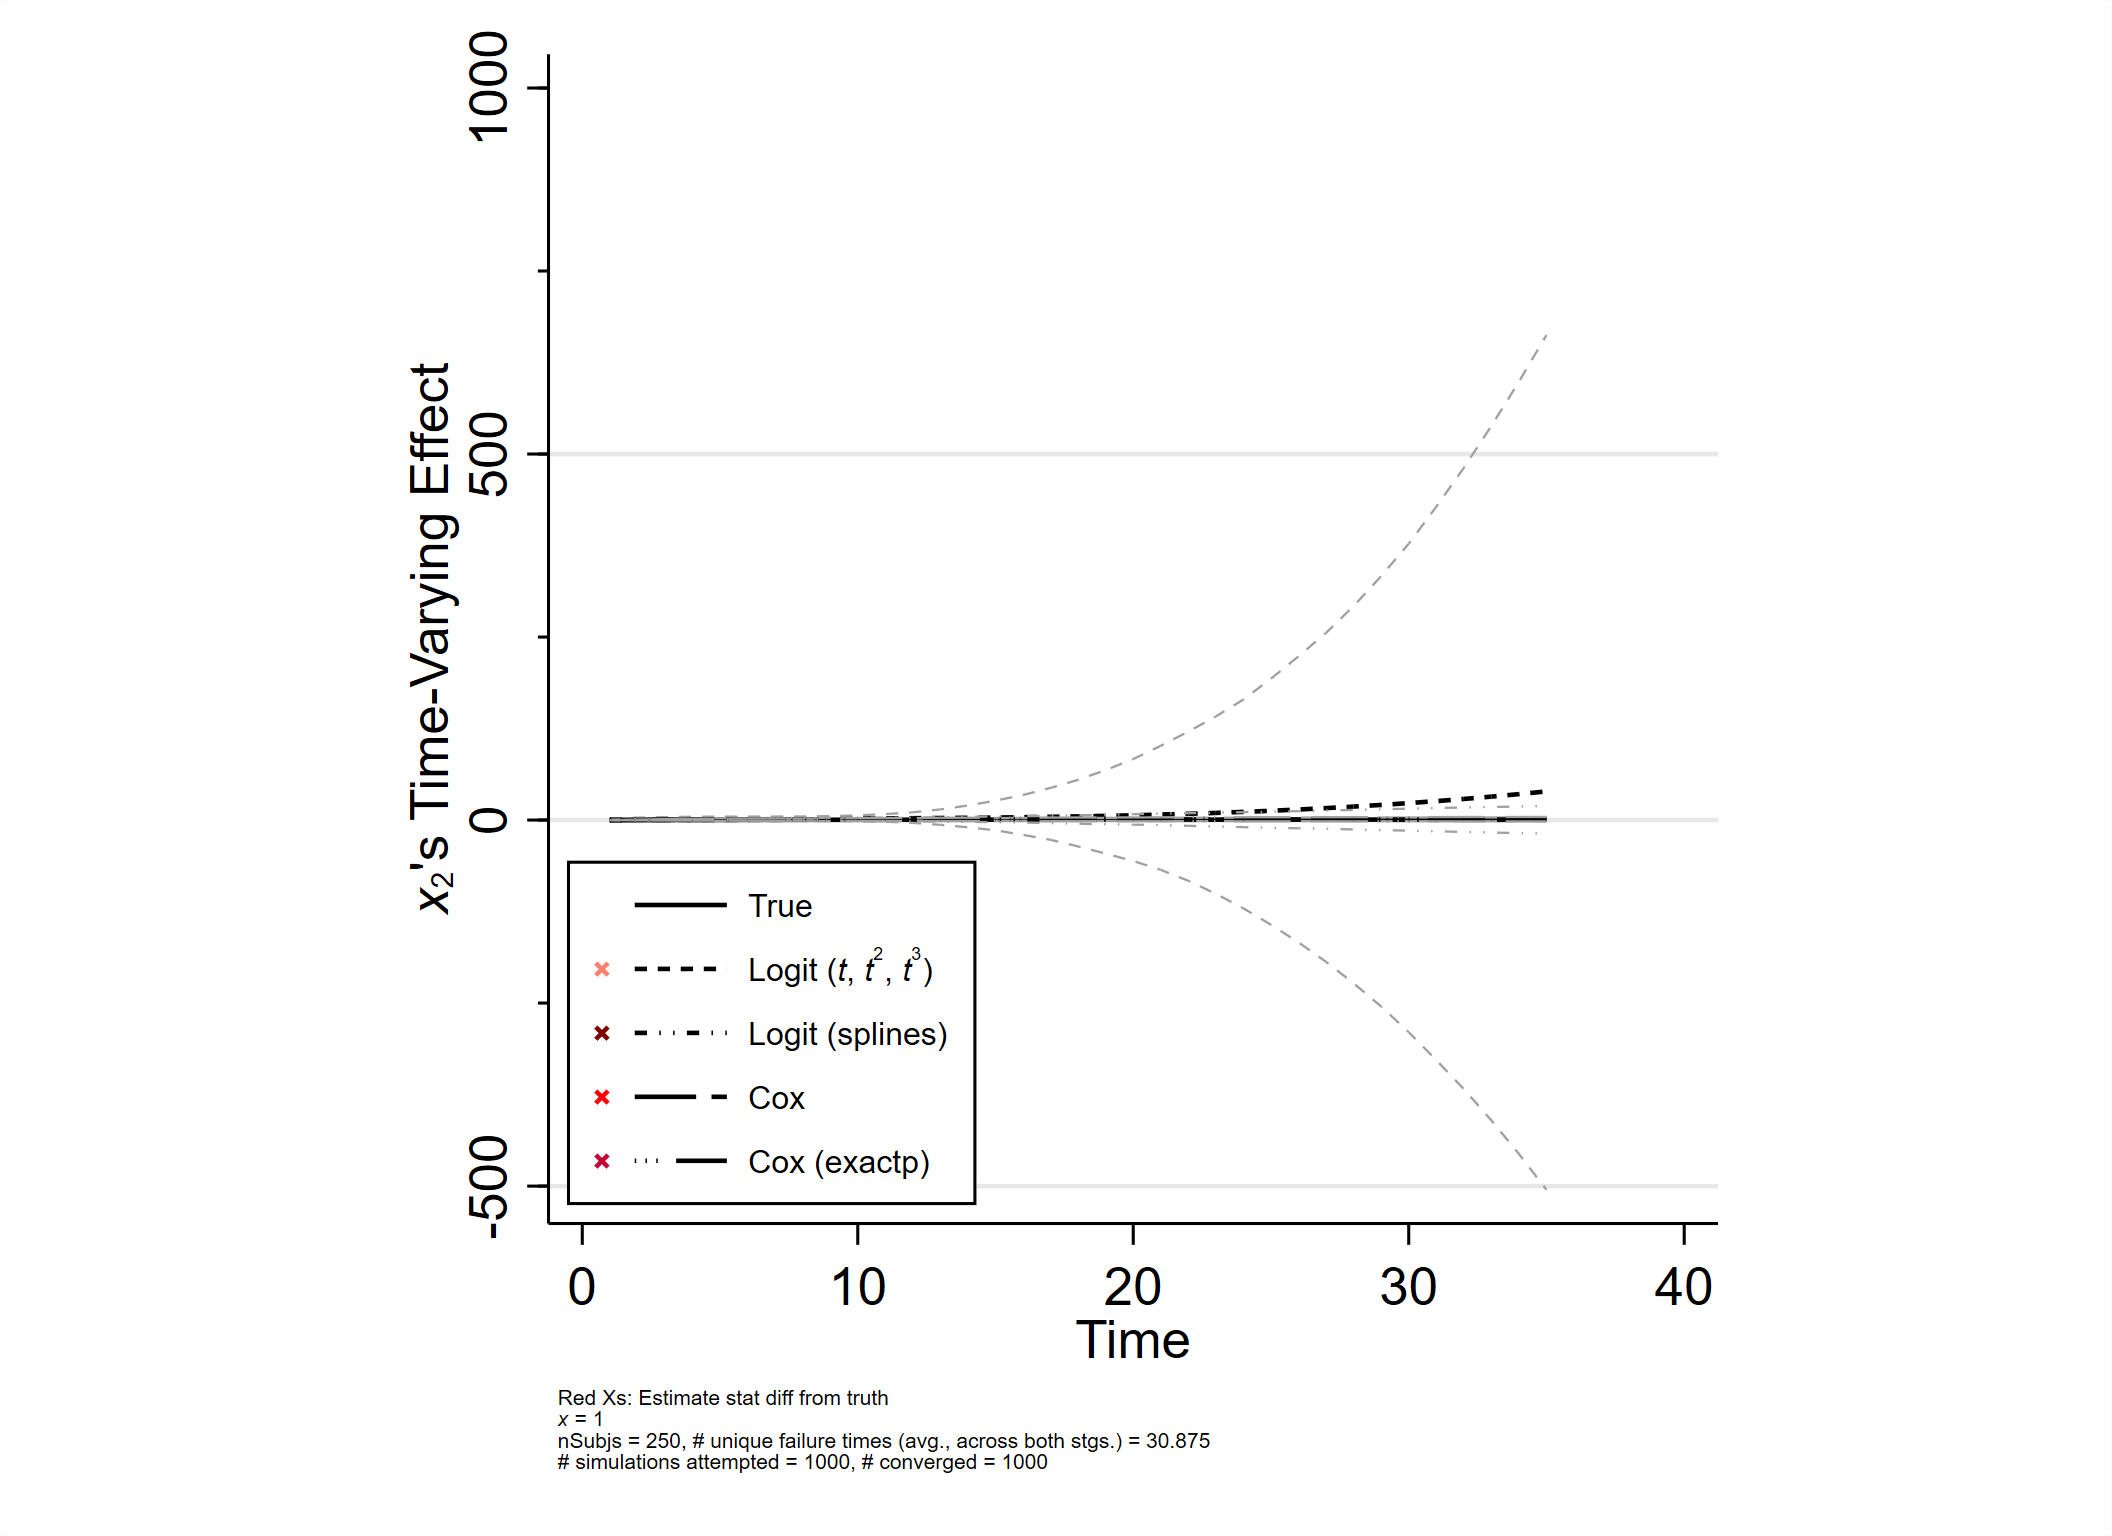 1000
500
0
-500
x₂'s Time-Varying Effect
True
Logit (t, t², t³)
Logit (splines)
Cox
Cox (exactp)
0 10 20 30 40
Time
Red Xs: Estimate stat diff from truth
x = 1
nSubjs = 250, # unique failure times (avg., across both stgs.) = 30.875
# simulations attempted = 1000, # converged = 1000